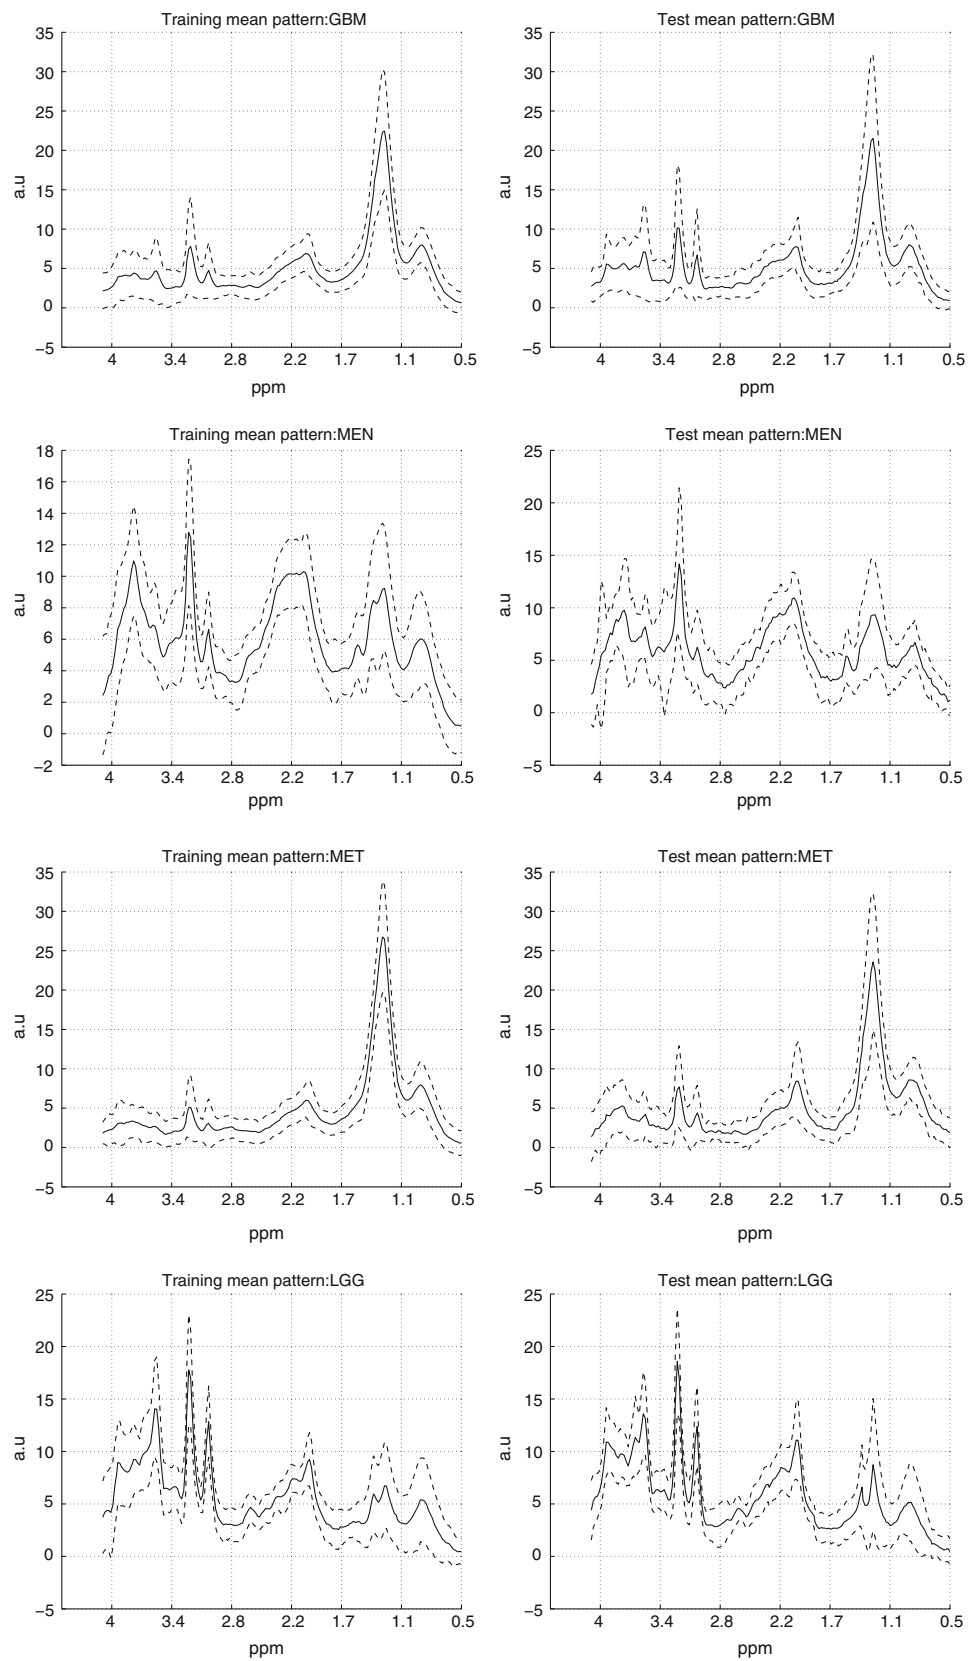 Training mean pattern:GBM
35
30
25
20
15
10
5
0
−5
a.u
4 3.4 2.8 2.2 1.7 1.1 0.5
ppm
Test mean pattern:GBM
35
30
25
20
15
10
5
0
−5
a.u
4 3.4 2.8 2.2 1.7 1.1 0.5
ppm
Training mean pattern:MEN
18
16
14
12
10
8
6
4
2
0
−2
a.u
4 3.4 2.8 2.2 1.7 1.1 0.5
ppm
Test mean pattern:MEN
25
20
15
10
5
0
−5
a.u
4 3.4 2.8 2.2 1.7 1.1 0.5
ppm
Training mean pattern:MET
35
30
25
20
15
10
5
0
−5
a.u
4 3.4 2.8 2.2 1.7 1.1 0.5
ppm
Test mean pattern:MET
35
30
25
20
15
10
5
0
−5
a.u
4 3.4 2.8 2.2 1.7 1.1 0.5
ppm
Training mean pattern:LGG
25
20
15
10
5
0
−5
a.u
4 3.4 2.8 2.2 1.7 1.1 0.5
ppm
Test mean pattern:LGG
25
20
15
10
5
0
−5
a.u
4 3.4 2.8 2.2 1.7 1.1 0.5
ppm